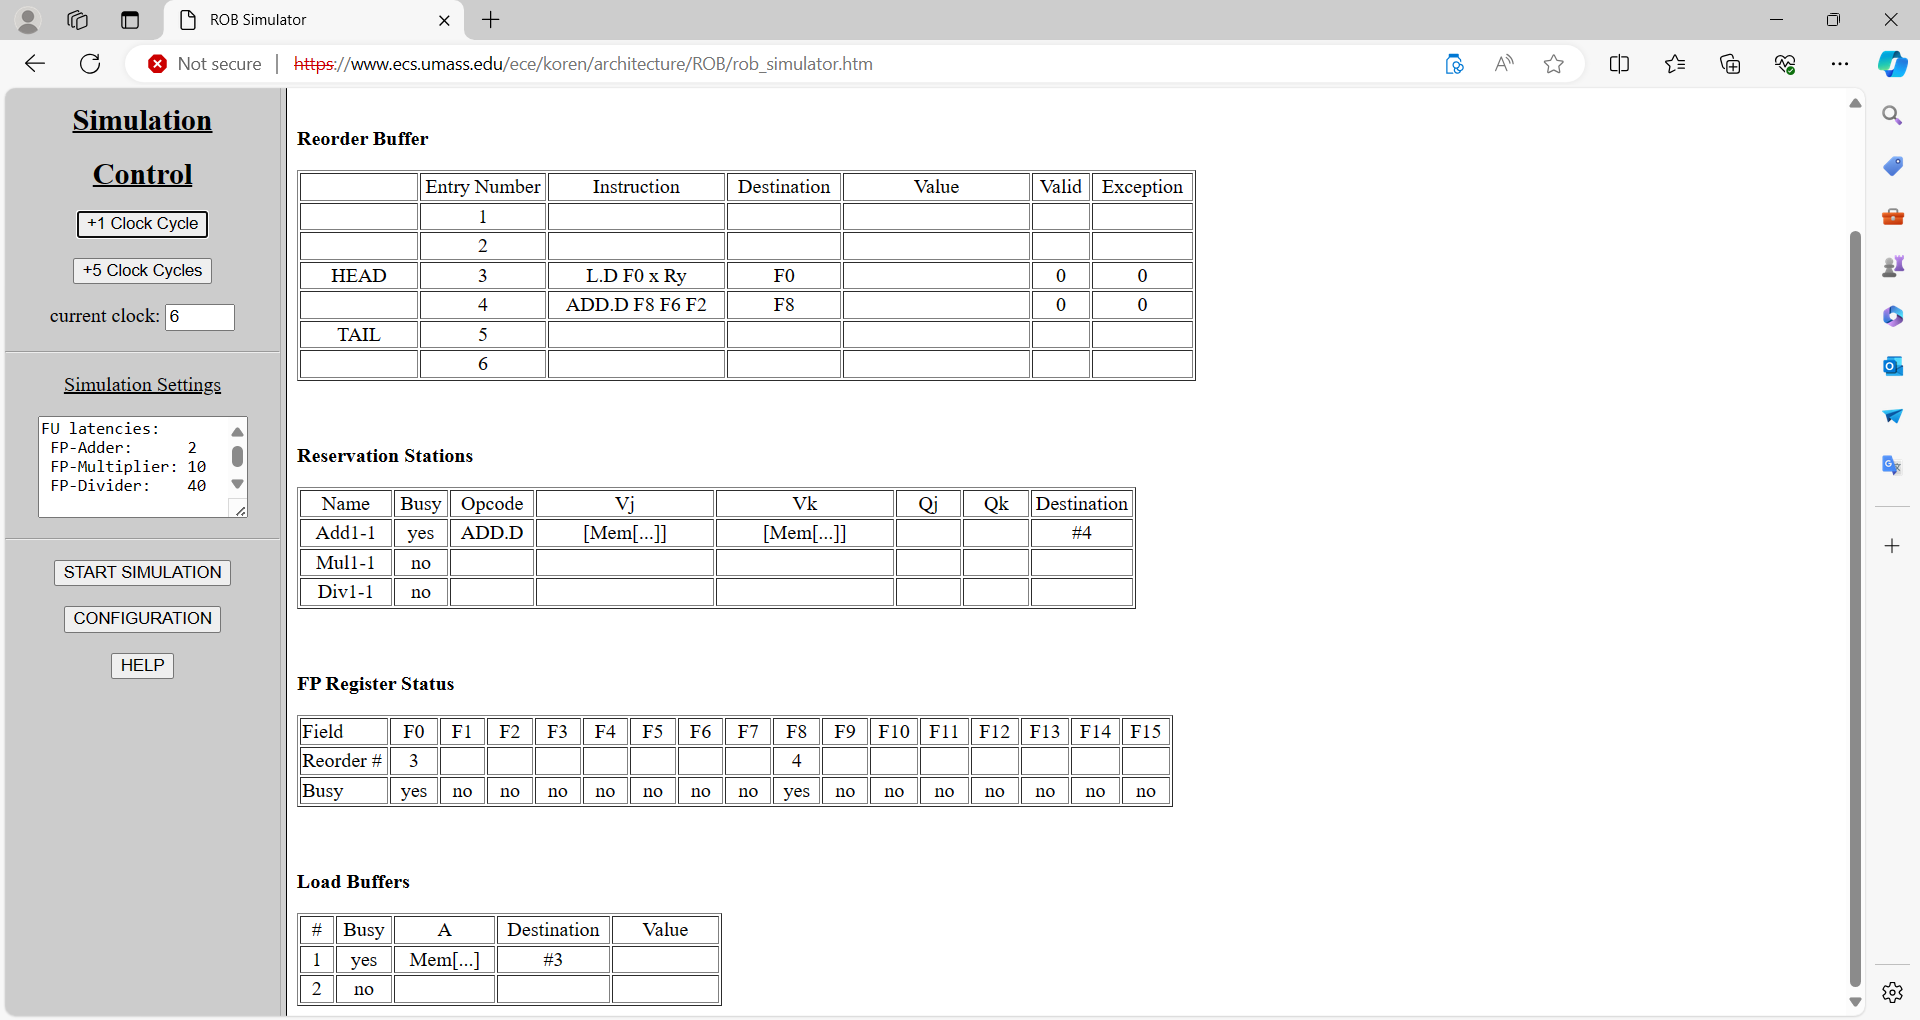 ROB Simulator
Not secure | https://www.ecs.umass.edu/ece/koren/architecture/ROB/rob_simulator.htm
Simulation
Control
+1 Clock Cycle
+5 Clock Cycles
current clock: 6
Simulation Settings
FU latencies:
FP-Adder: 2
FP-Multiplier: 10
FP-Divider: 40
START SIMULATION
CONFIGURATION
HELP
Reorder Buffer
Entry Number Instruction Destination Value Valid Exception
1
2
HEAD 3 L.D F0 x Ry F0 0 0
4 ADD.D F8 F6 F2 F8 0 0
TAIL 5
6
Reservation Stations
Name Busy Opcode Vj Vk Qj Qk Destination
Add1-1 yes ADD.D [Mem[...]] [Mem[...]] #4
Mul1-1 no
Div1-1 no
FP Register Status
Field F0 F1 F2 F3 F4 F5 F6 F7 F8 F9 F10 F11 F12 F13 F14 F15
Reorder # 3 4
Busy yes no no no no no no no yes no no no no no no no
Load Buffers
# Busy A Destination Value
1 yes Mem[...] #3
2 no